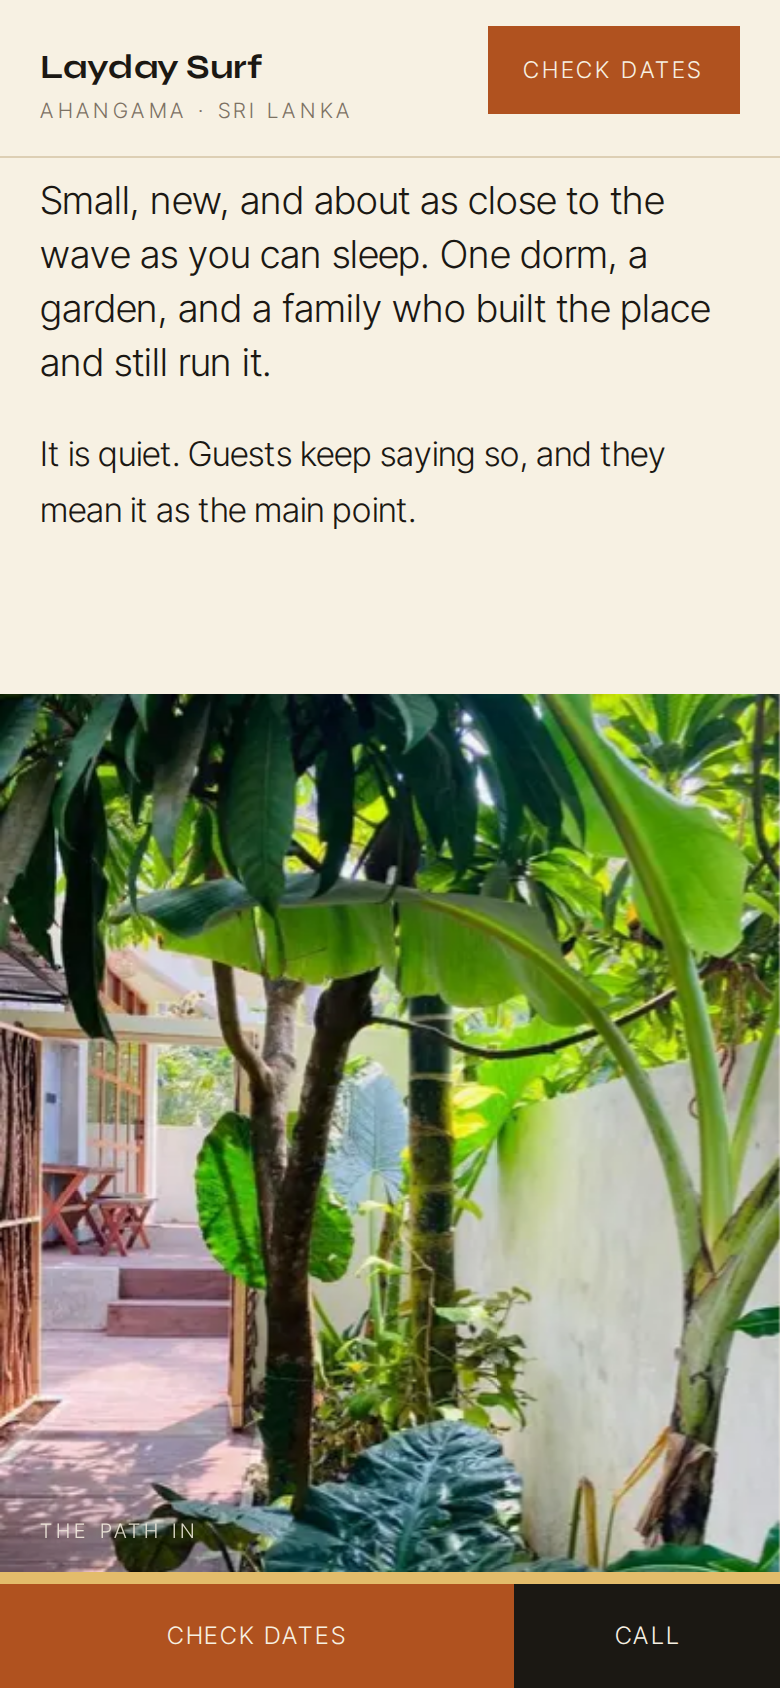 Layday Surf
CHECK DATES
AHANGAMA · SRI LANKA
Small, new, and about as close to the
wave as you can sleep. One dorm, a
garden, and a family who built the place
and still run it.
It is quiet. Guests keep saying so, and they
mean it as the main point.
THE PATH IN
CHECK DATES
CALL